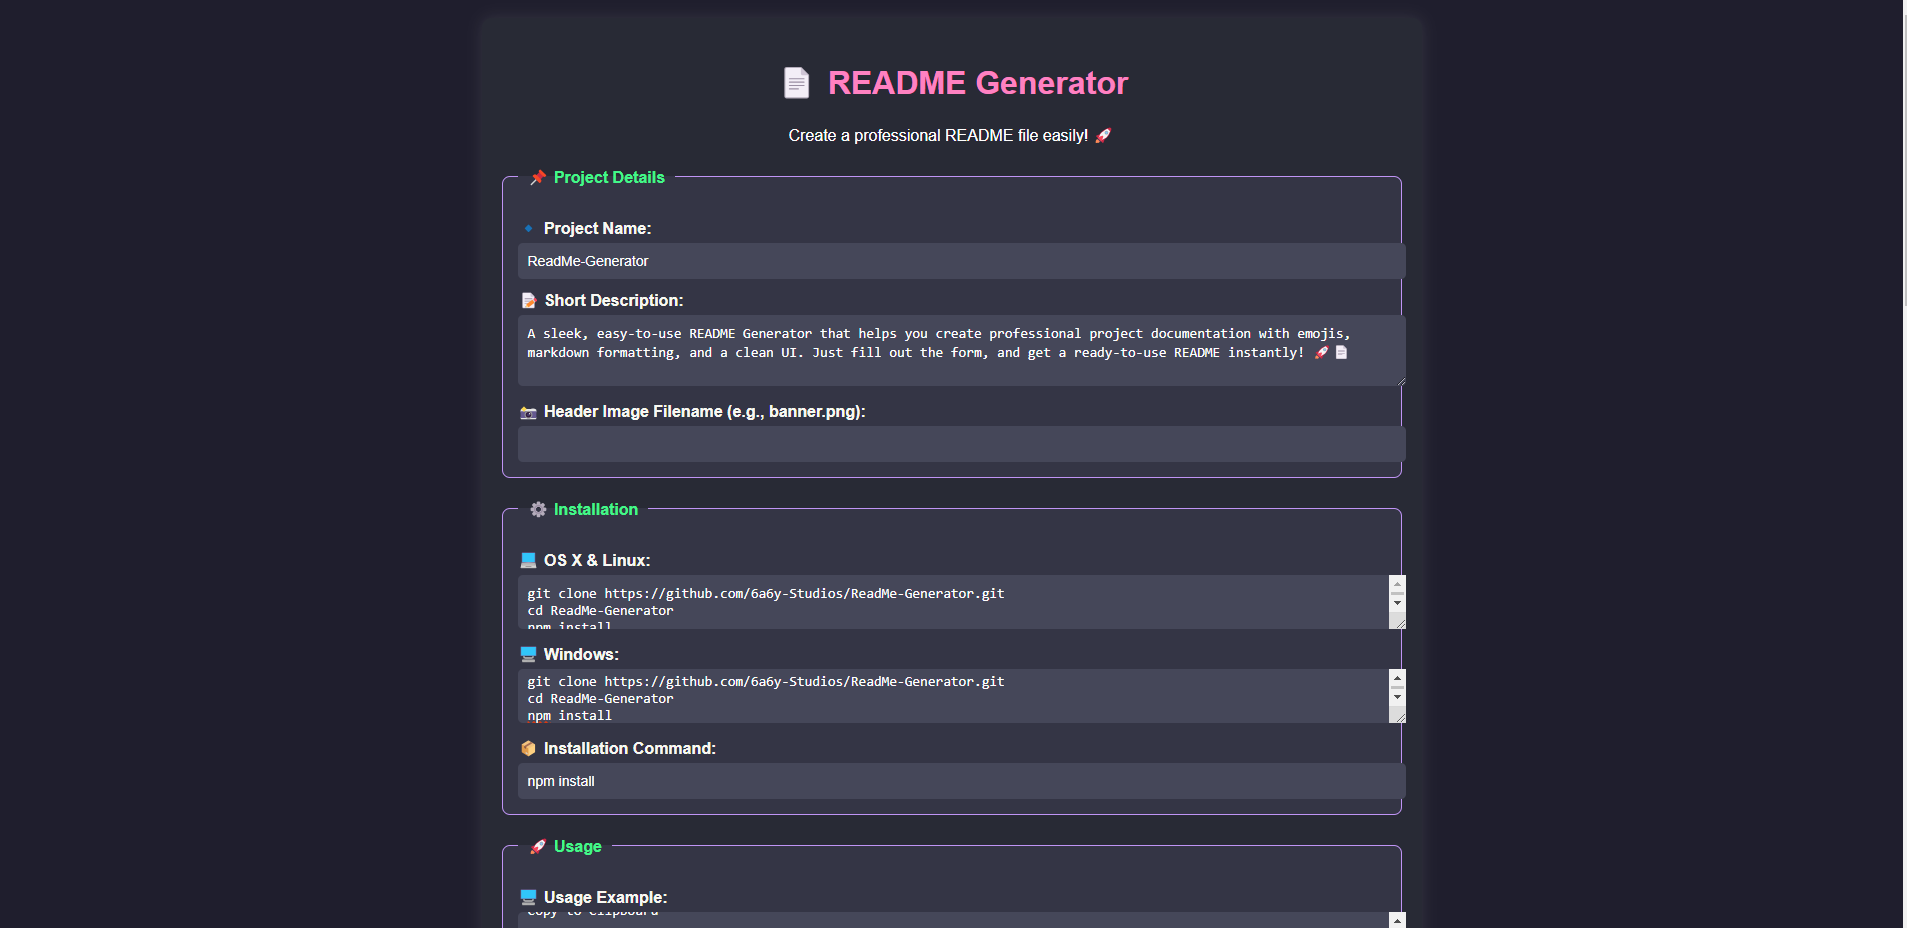 README Generator
Create a professional README file easily! 🚀
Project Details
Project Name:
ReadMe-Generator
Short Description:
A sleek, easy-to-use README Generator that helps you create professional project documentation with emojis,
markdown formatting, and a clean UI. Just fill out the form, and get a ready-to-use README instantly! 🚀📄
Header Image Filename (e.g., banner.png):
Installation
OS X & Linux:
git clone https://github.com/6a6y-Studios/ReadMe-Generator.git
cd ReadMe-Generator
npm install
Windows:
git clone https://github.com/6a6y-Studios/ReadMe-Generator.git
cd ReadMe-Generator
npm install
Installation Command:
npm install
Usage
Usage Example:
Copy to Clipboard